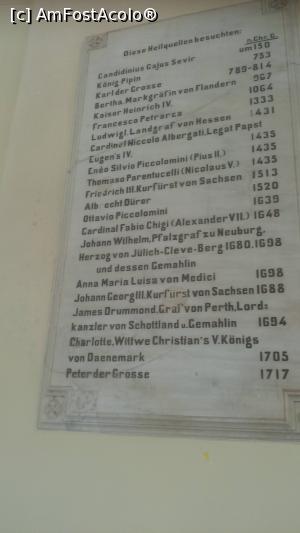 [c] AmFostAcolo®
Diese Heilquellen besuchten:
n.Chr.G.
Candidinius Gajus Sevir um 150
König Pipin 753
Karl der Grosse 789-814
Bertha, Markgräfin von Flandern 967
Kaiser Heinrich IV. 1064
Francesco Petrarca 1333
Ludwig I. Landgraf von Hessen 1431
Cardinal Niccolo Albergati, Legat Papst
Eugen's IV. 1435
Enéo Silvio Piccolomini (Pius II.) 1435
Thomaso Parentucelli (Nicolaus V.) 1435
Friedrich III. Kurfürst von Sachsen 1513
Albrecht Dürer 1520
Ottavio Piccolomini 1639
Cardinal Fabio Chigi (Alexander VII.) 1648
Johann Wilhelm, Pfalzgraf zu Neuburg,
Herzog von Jülich-Cleve-Berg 1680.1698
und dessen Gemahlin
Anna Maria Luisa von Medici 1698
Johann Georg III. Kurfürst von Sachsen 1688
James Drummond, Graf von Perth, Lord=
kanzler von Schottland u. Gemahlin 1694
Charlotte, Wittwe Christian's V. Königs
von Daenemark 1705
Peter der Grosse 1717